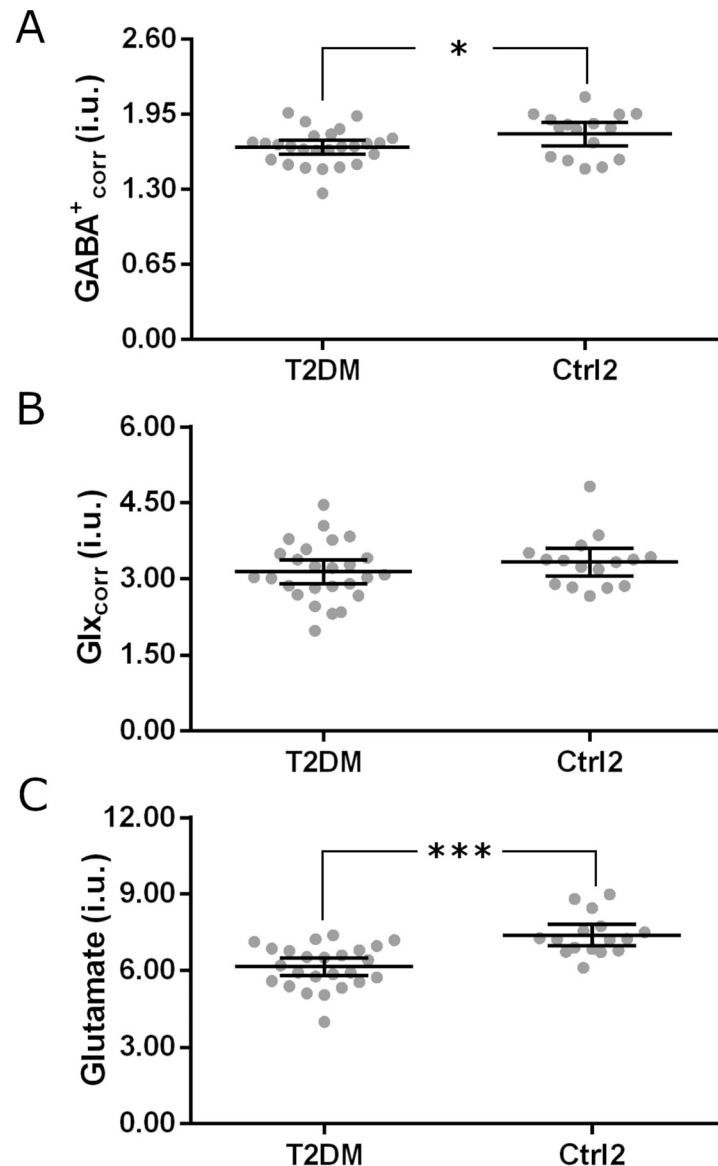 A
GABA⁺corr (i.u.)
2.60
1.95
1.30
0.65
0.00
*
T2DM
Ctrl2
B
Glxcorr (i.u.)
6.00
4.50
3.00
1.50
0.00
T2DM
Ctrl2
C
Glutamate (i.u.)
12.00
9.00
6.00
3.00
0.00
***
T2DM
Ctrl2